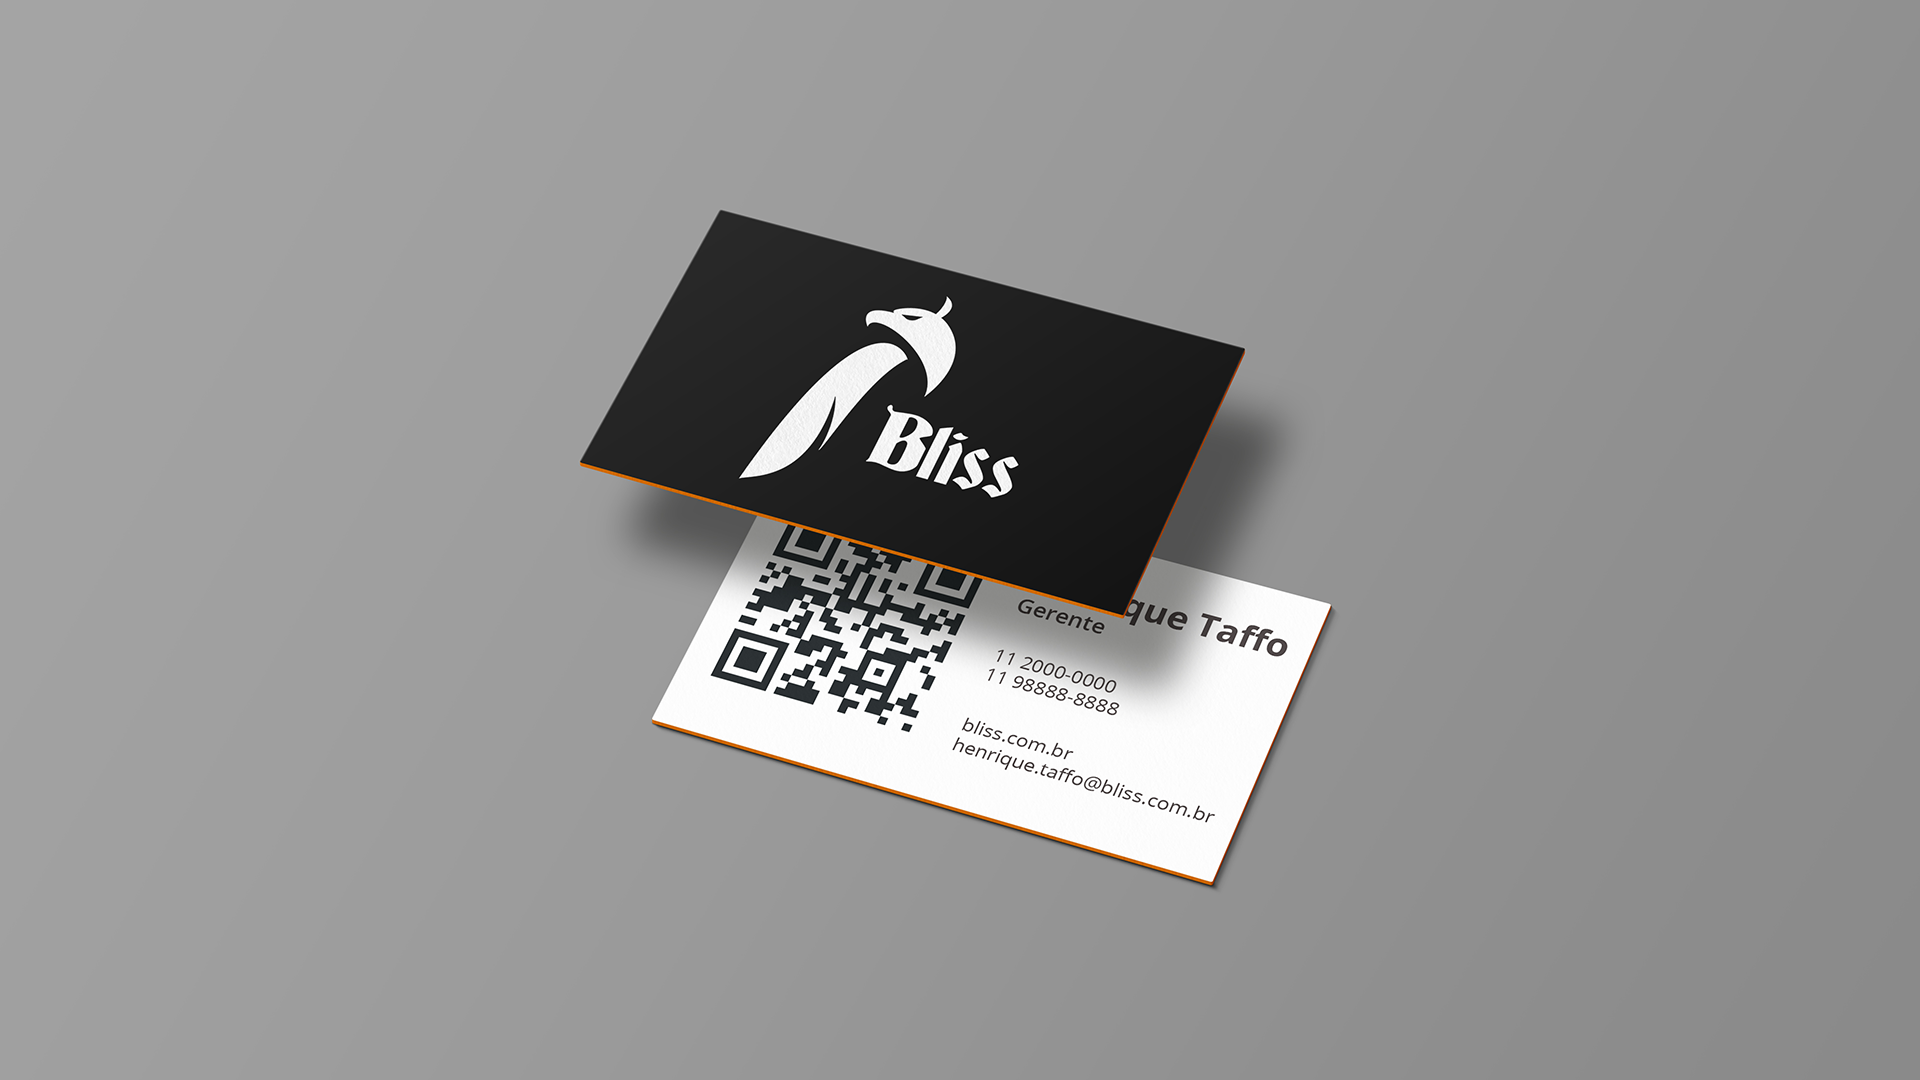 Bliss
que Taffo
Gerente
11 2000-0000
11 98888-8888
bliss.com.br
henrique.taffo@bliss.com.br